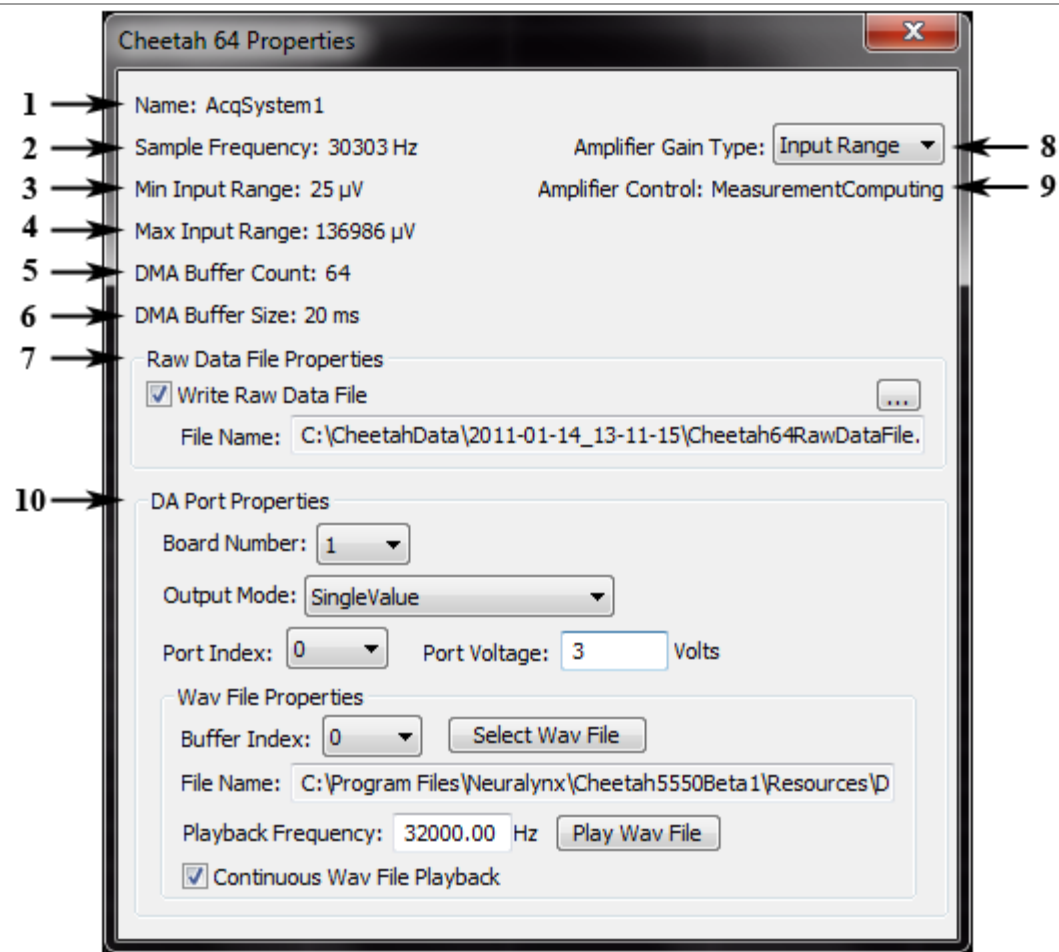 Cheetah 64 Properties
1 Name: AcqSystem1
2 Sample Frequency: 30303 Hz Amplifier Gain Type: Input Range 8
3 Min Input Range: 25 µV Amplifier Control: MeasurementComputing 9
4 Max Input Range: 136986 µV
5 DMA Buffer Count: 64
6 DMA Buffer Size: 20 ms
7 Raw Data File Properties
Write Raw Data File ...
File Name: C:\CheetahData\2011-01-14_13-11-15\Cheetah64RawDataFile.
10 DA Port Properties
Board Number: 1
Output Mode: SingleValue
Port Index: 0 Port Voltage: 3 Volts
Wav File Properties
Buffer Index: 0 Select Wav File
File Name: C:\Program Files\Neuralynx\Cheetah5550Beta1\Resources\D
Playback Frequency: 32000.00 Hz Play Wav File
Continuous Wav File Playback